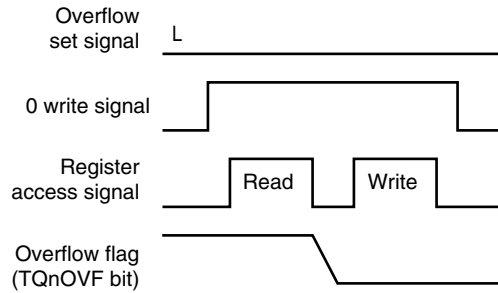 Overflow
set signal
L
0 write signal
Register
access signal
Read
Write
Overflow flag
(TQnOVF bit)